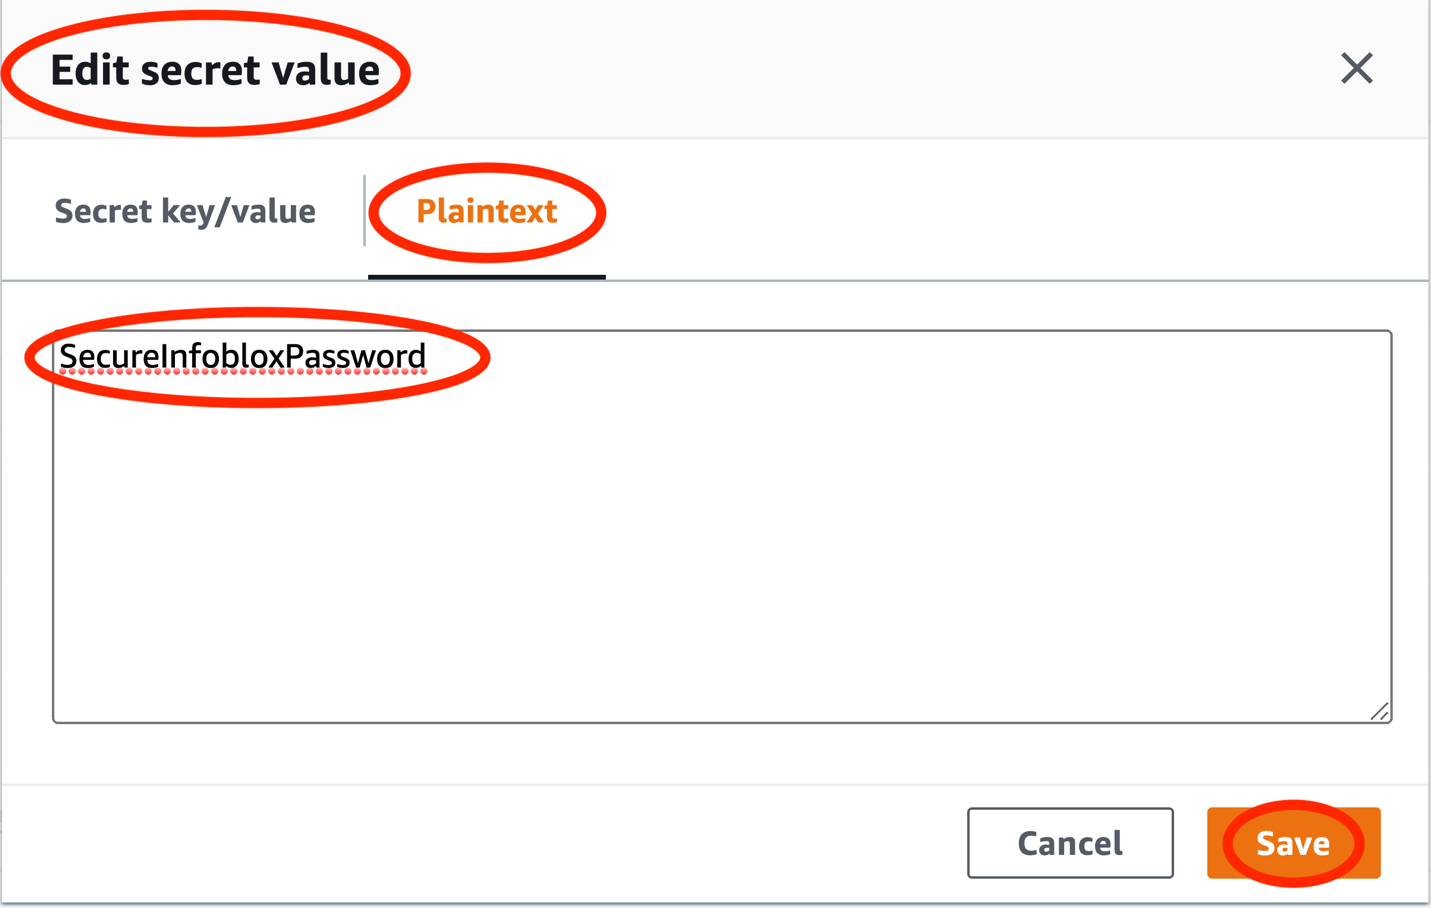 Edit secret value
Secret key/value
Plaintext
SecureInfobloxPassword
Cancel
Save